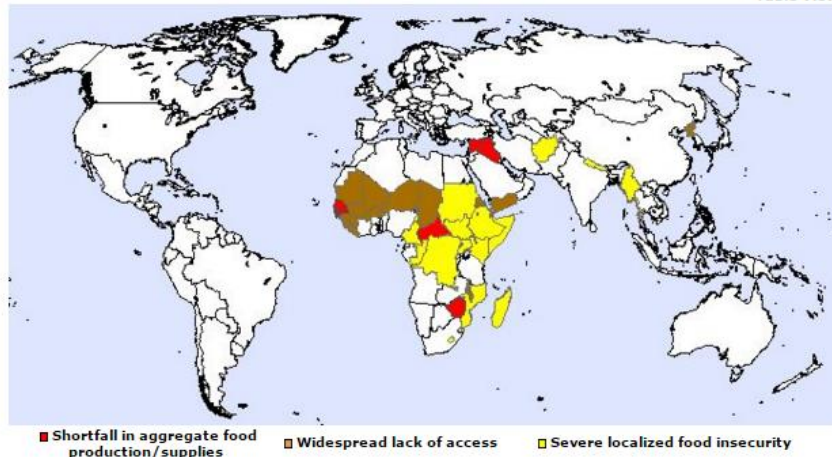 Shortfall in aggregate food
production/supplies
Widespread lack of access
Severe localized food insecurity